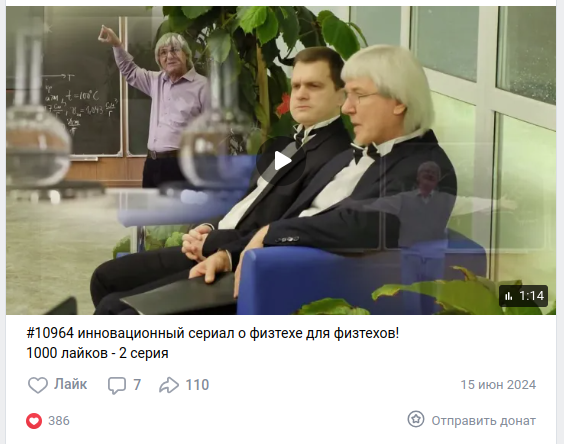 t=100°C
1:14
#10964 инновационный сериал о физтехе для физтехов!
1000 лайков - 2 серия
Лайк
7
110
15 июн 2024
386
Отправить донат